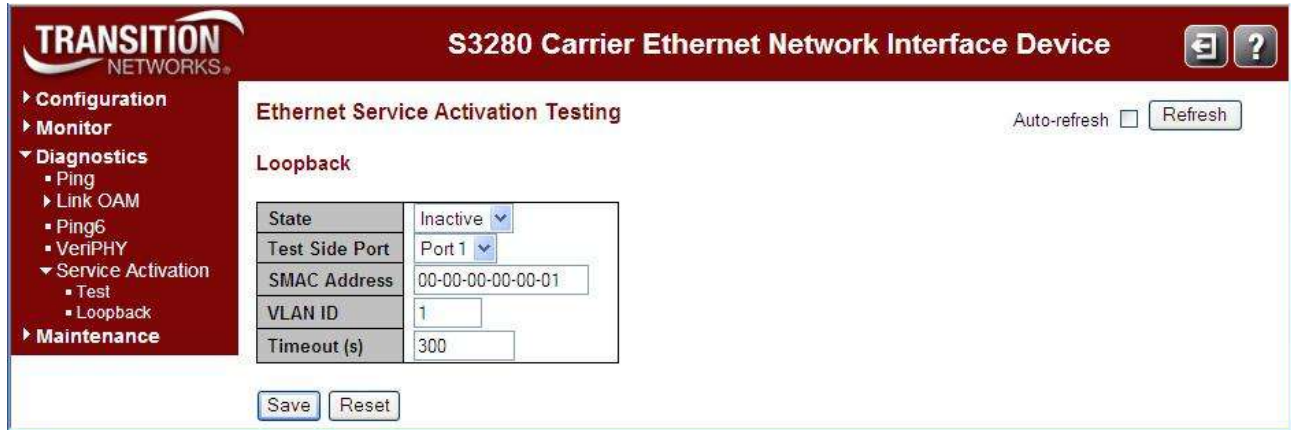 TRANSITION
NETWORKS®
S3280 Carrier Ethernet Network Interface Device
?
Configuration
Monitor
Diagnostics
Ping
Link OAM
Ping6
VeriPHY
Service Activation
Test
Loopback
Maintenance
Ethernet Service Activation Testing
Auto-refresh
Refresh
Loopback
State Inactive
Test Side Port Port 1
SMAC Address 00-00-00-00-00-01
VLAN ID 1
Timeout (s) 300
Save Reset